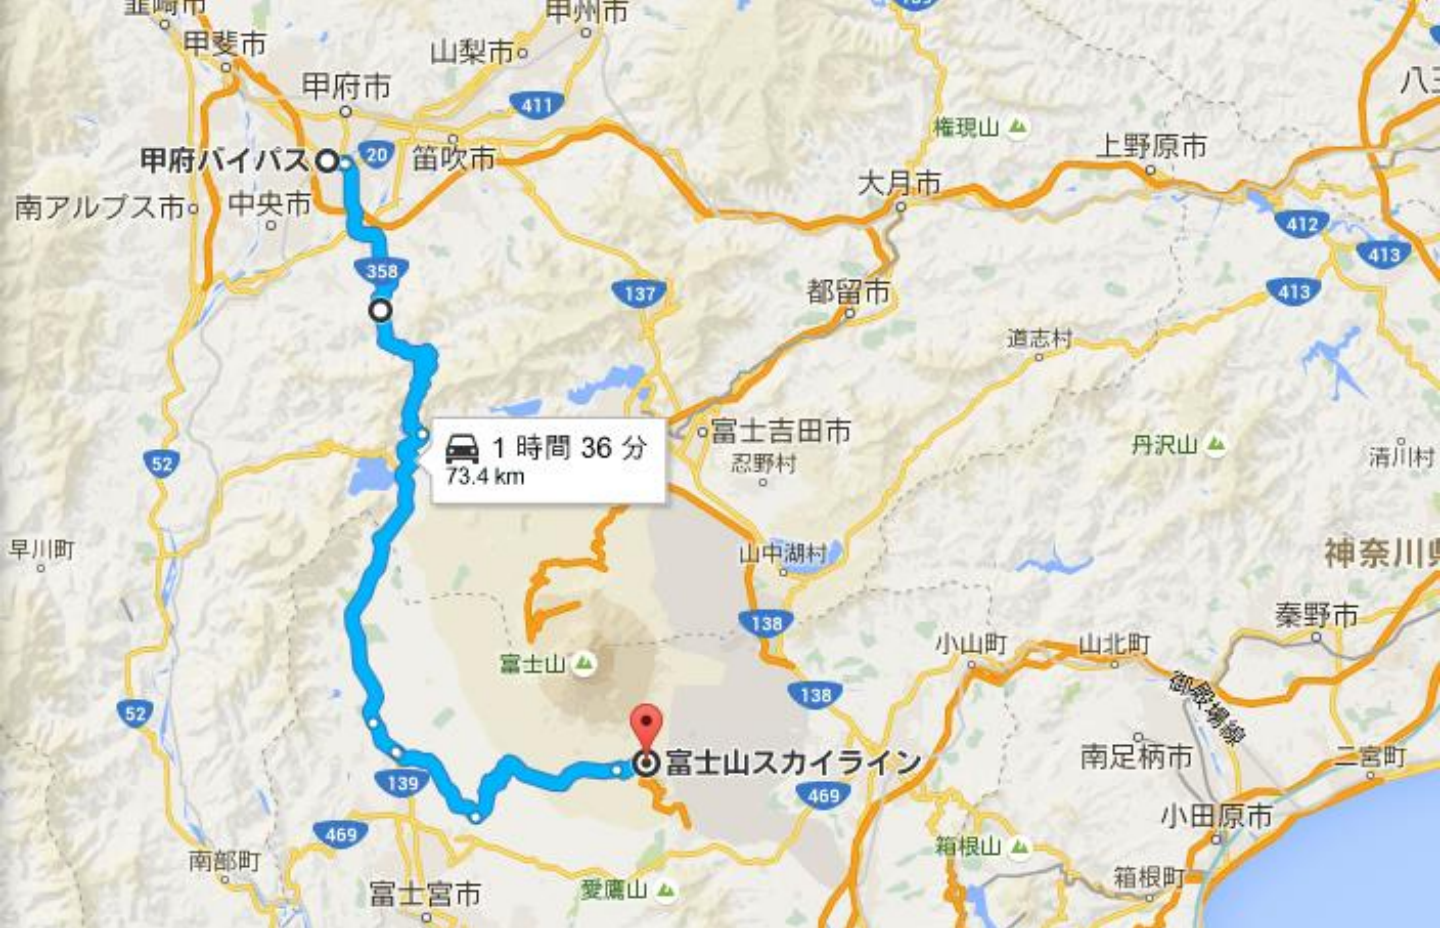 韮崎市
甲州市
甲斐市
山梨市
甲府市
411
権現山
八王
甲府バイパス
20
笛吹市
上野原市
大月市
南アルプス市
中央市
412
413
358
137
都留市
413
道志村
富士吉田市
1 時間 36 分
73.4 km
忍野村
丹沢山
清川村
52
早川町
山中湖村
神奈川県
138
秦野市
小山町
山北町
富士山
138
御殿場線
52
富士山スカイライン
南足柄市
二宮町
139
469
小田原市
469
箱根山
南部町
富士宮市
愛鷹山
箱根町